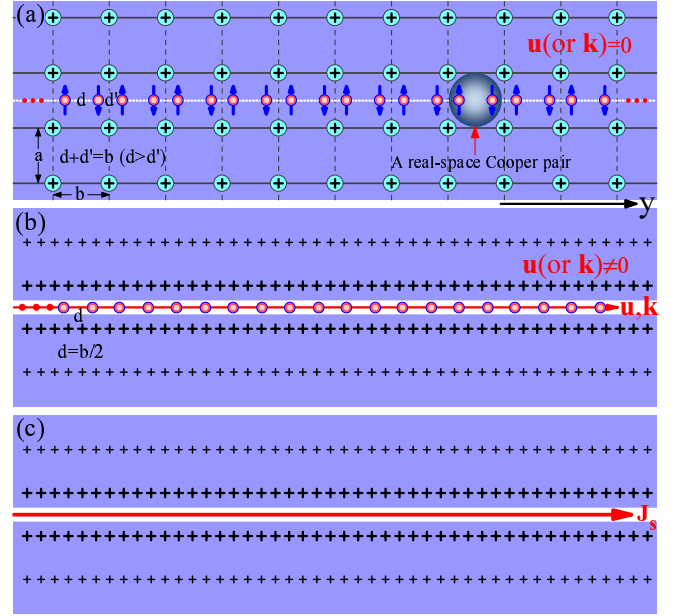 (a)
u(or k)=0
d d'
a
d+d'=b (d>d')
A real-space Cooper pair
b
y
(b)
u(or k)≠0
u,k
d
d=b/2
(c)
J_s